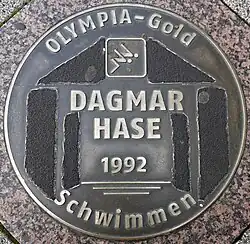 OLYMPIA-Gold
DAGMAR
HASE
1992
Schwimmen